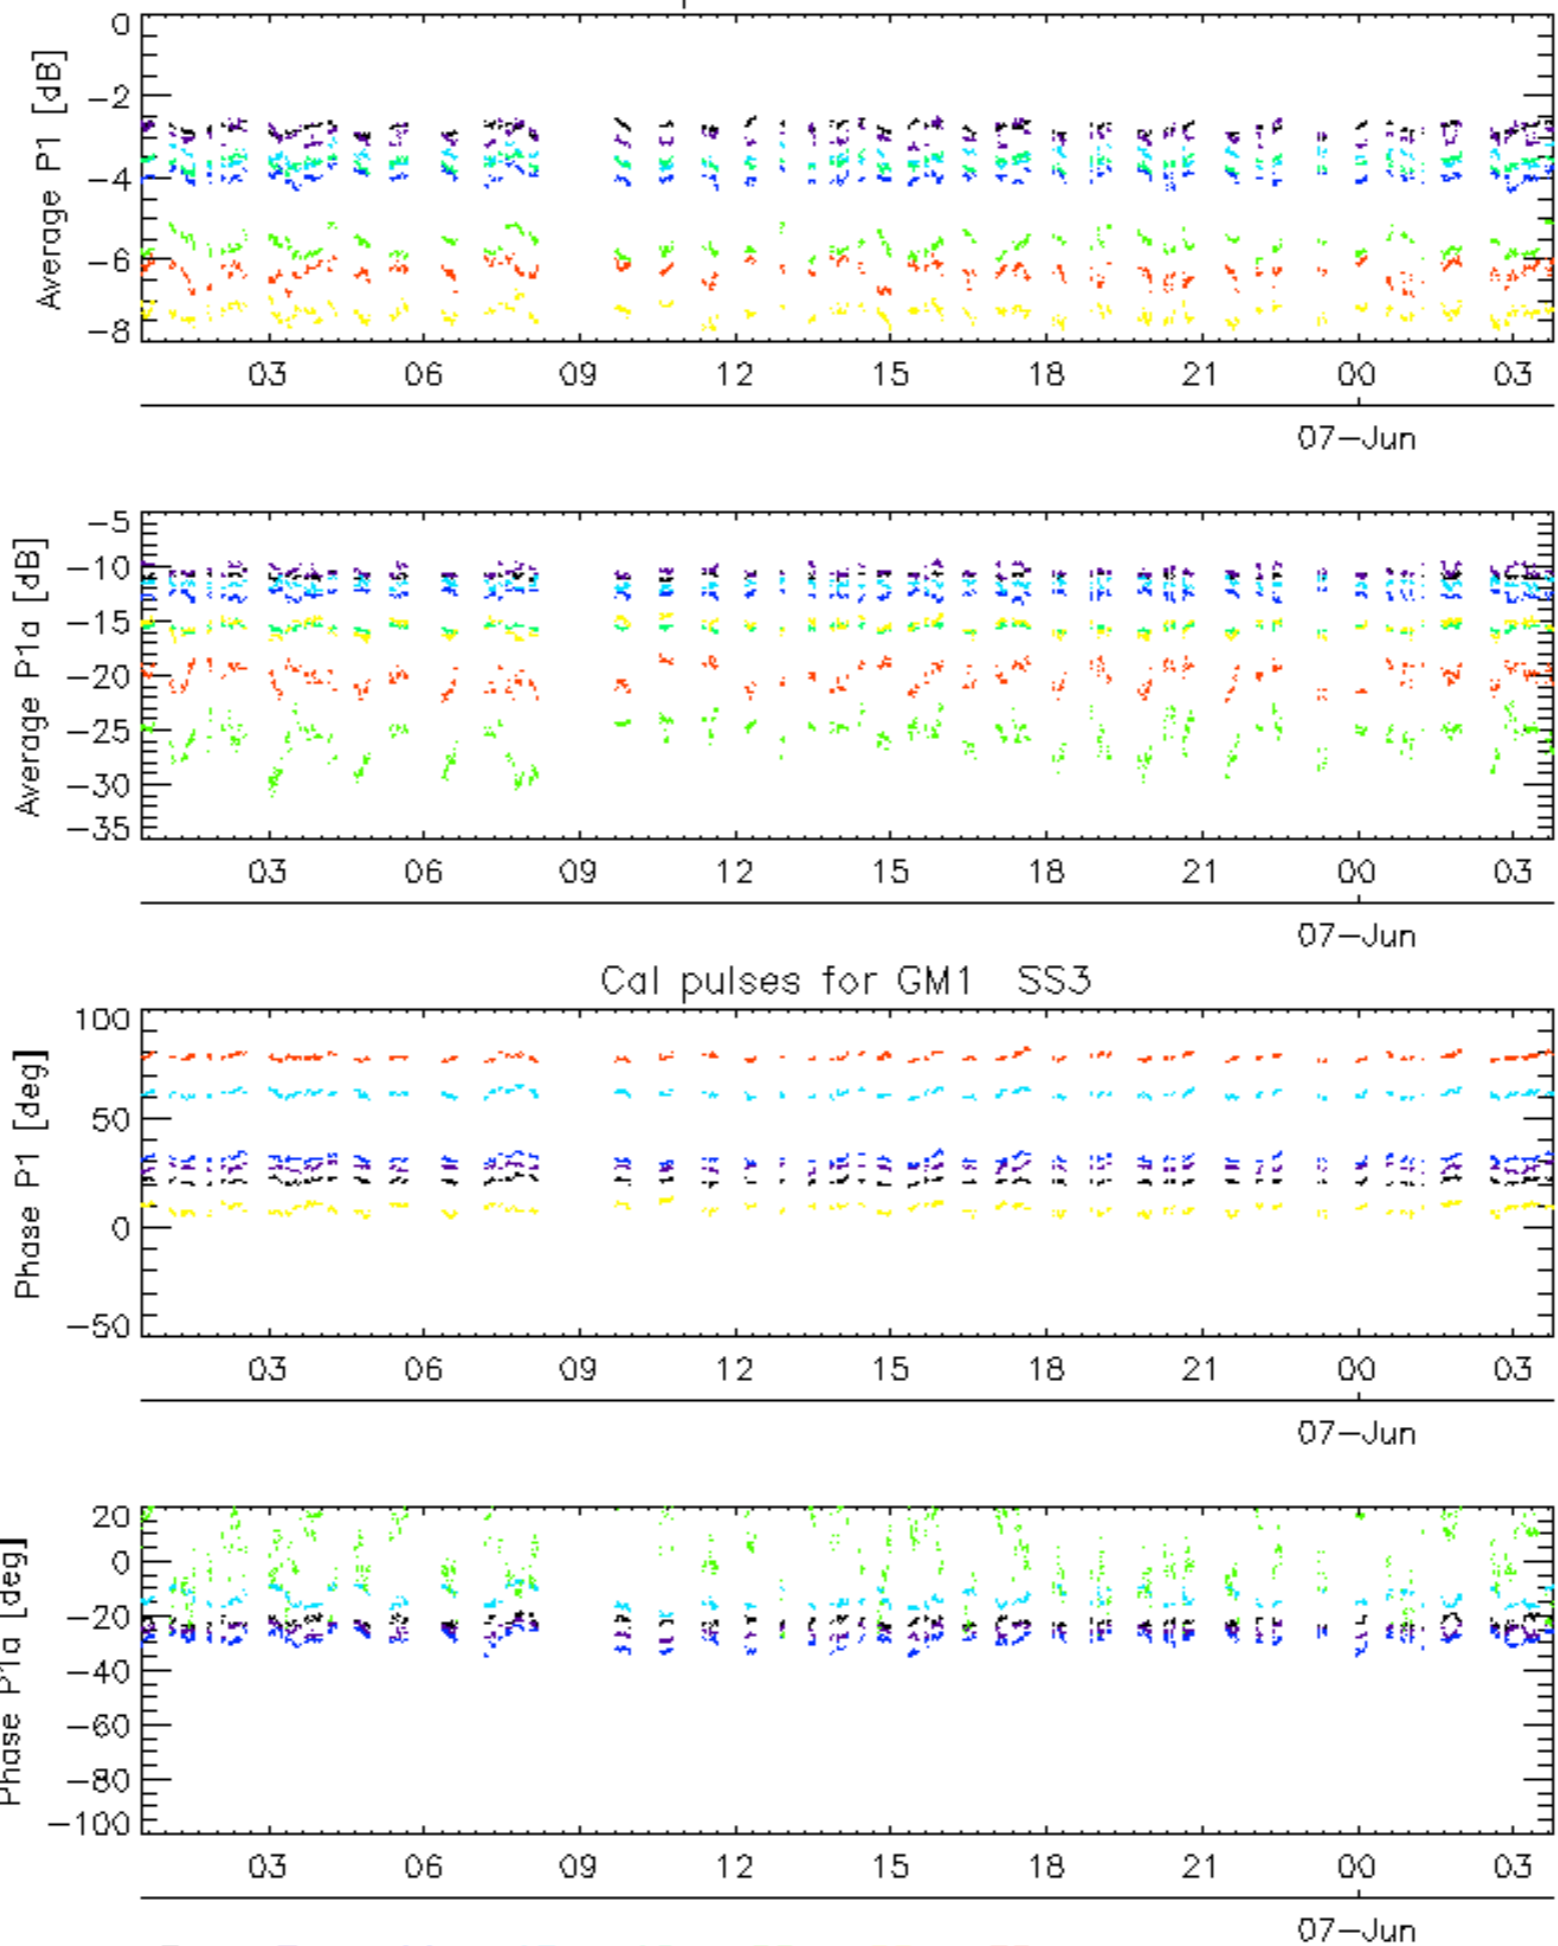 Average P1 [dB]
0
−2
−4
−6
−8
03 06 09 12 15 18 21 00 03
07−Jun
Average P1a [dB]
−5
−10
−15
−20
−25
−30
−35
03 06 09 12 15 18 21 00 03
07−Jun
Cal pulses for GM1 SS3
Phase P1 [deg]
100
50
0
−50
03 06 09 12 15 18 21 00 03
07−Jun
Phase P1a [deg]
20
0
−20
−40
−60
−80
−100
03 06 09 12 15 18 21 00 03
07−Jun